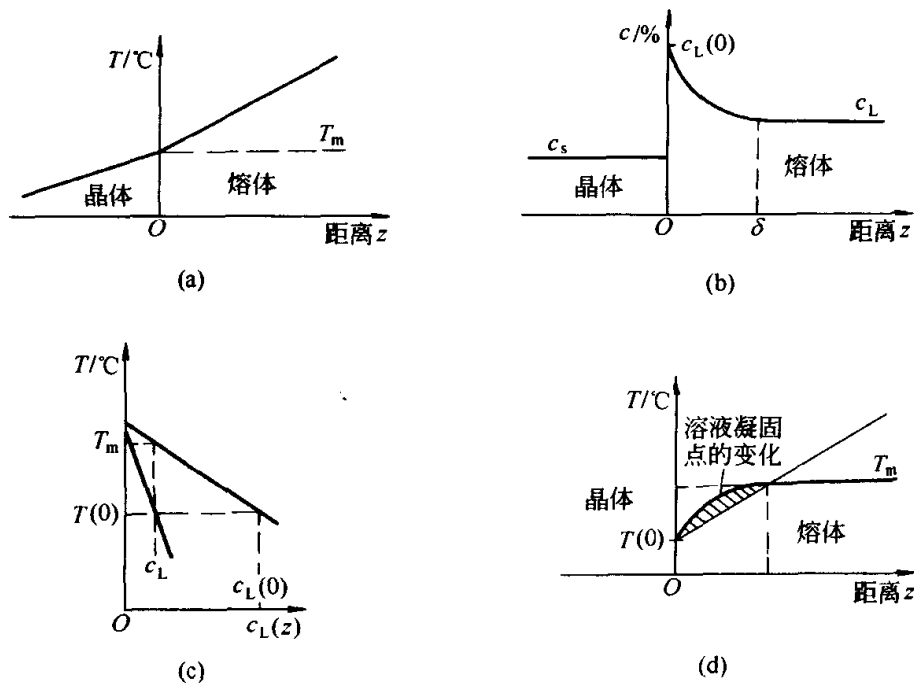 T/℃
T_m
晶体
熔体
O
距离 z
(a)
c/%
c_L(0)
c_L
c_s
熔体
晶体
O
δ
距离 z
(b)
T/℃
T_m
T(0)
c_L
c_L(0)
O
c_L(z)
(c)
T/℃
溶液凝固
点的变化
T_m
晶体
T(0)
熔体
O
距离 z
(d)